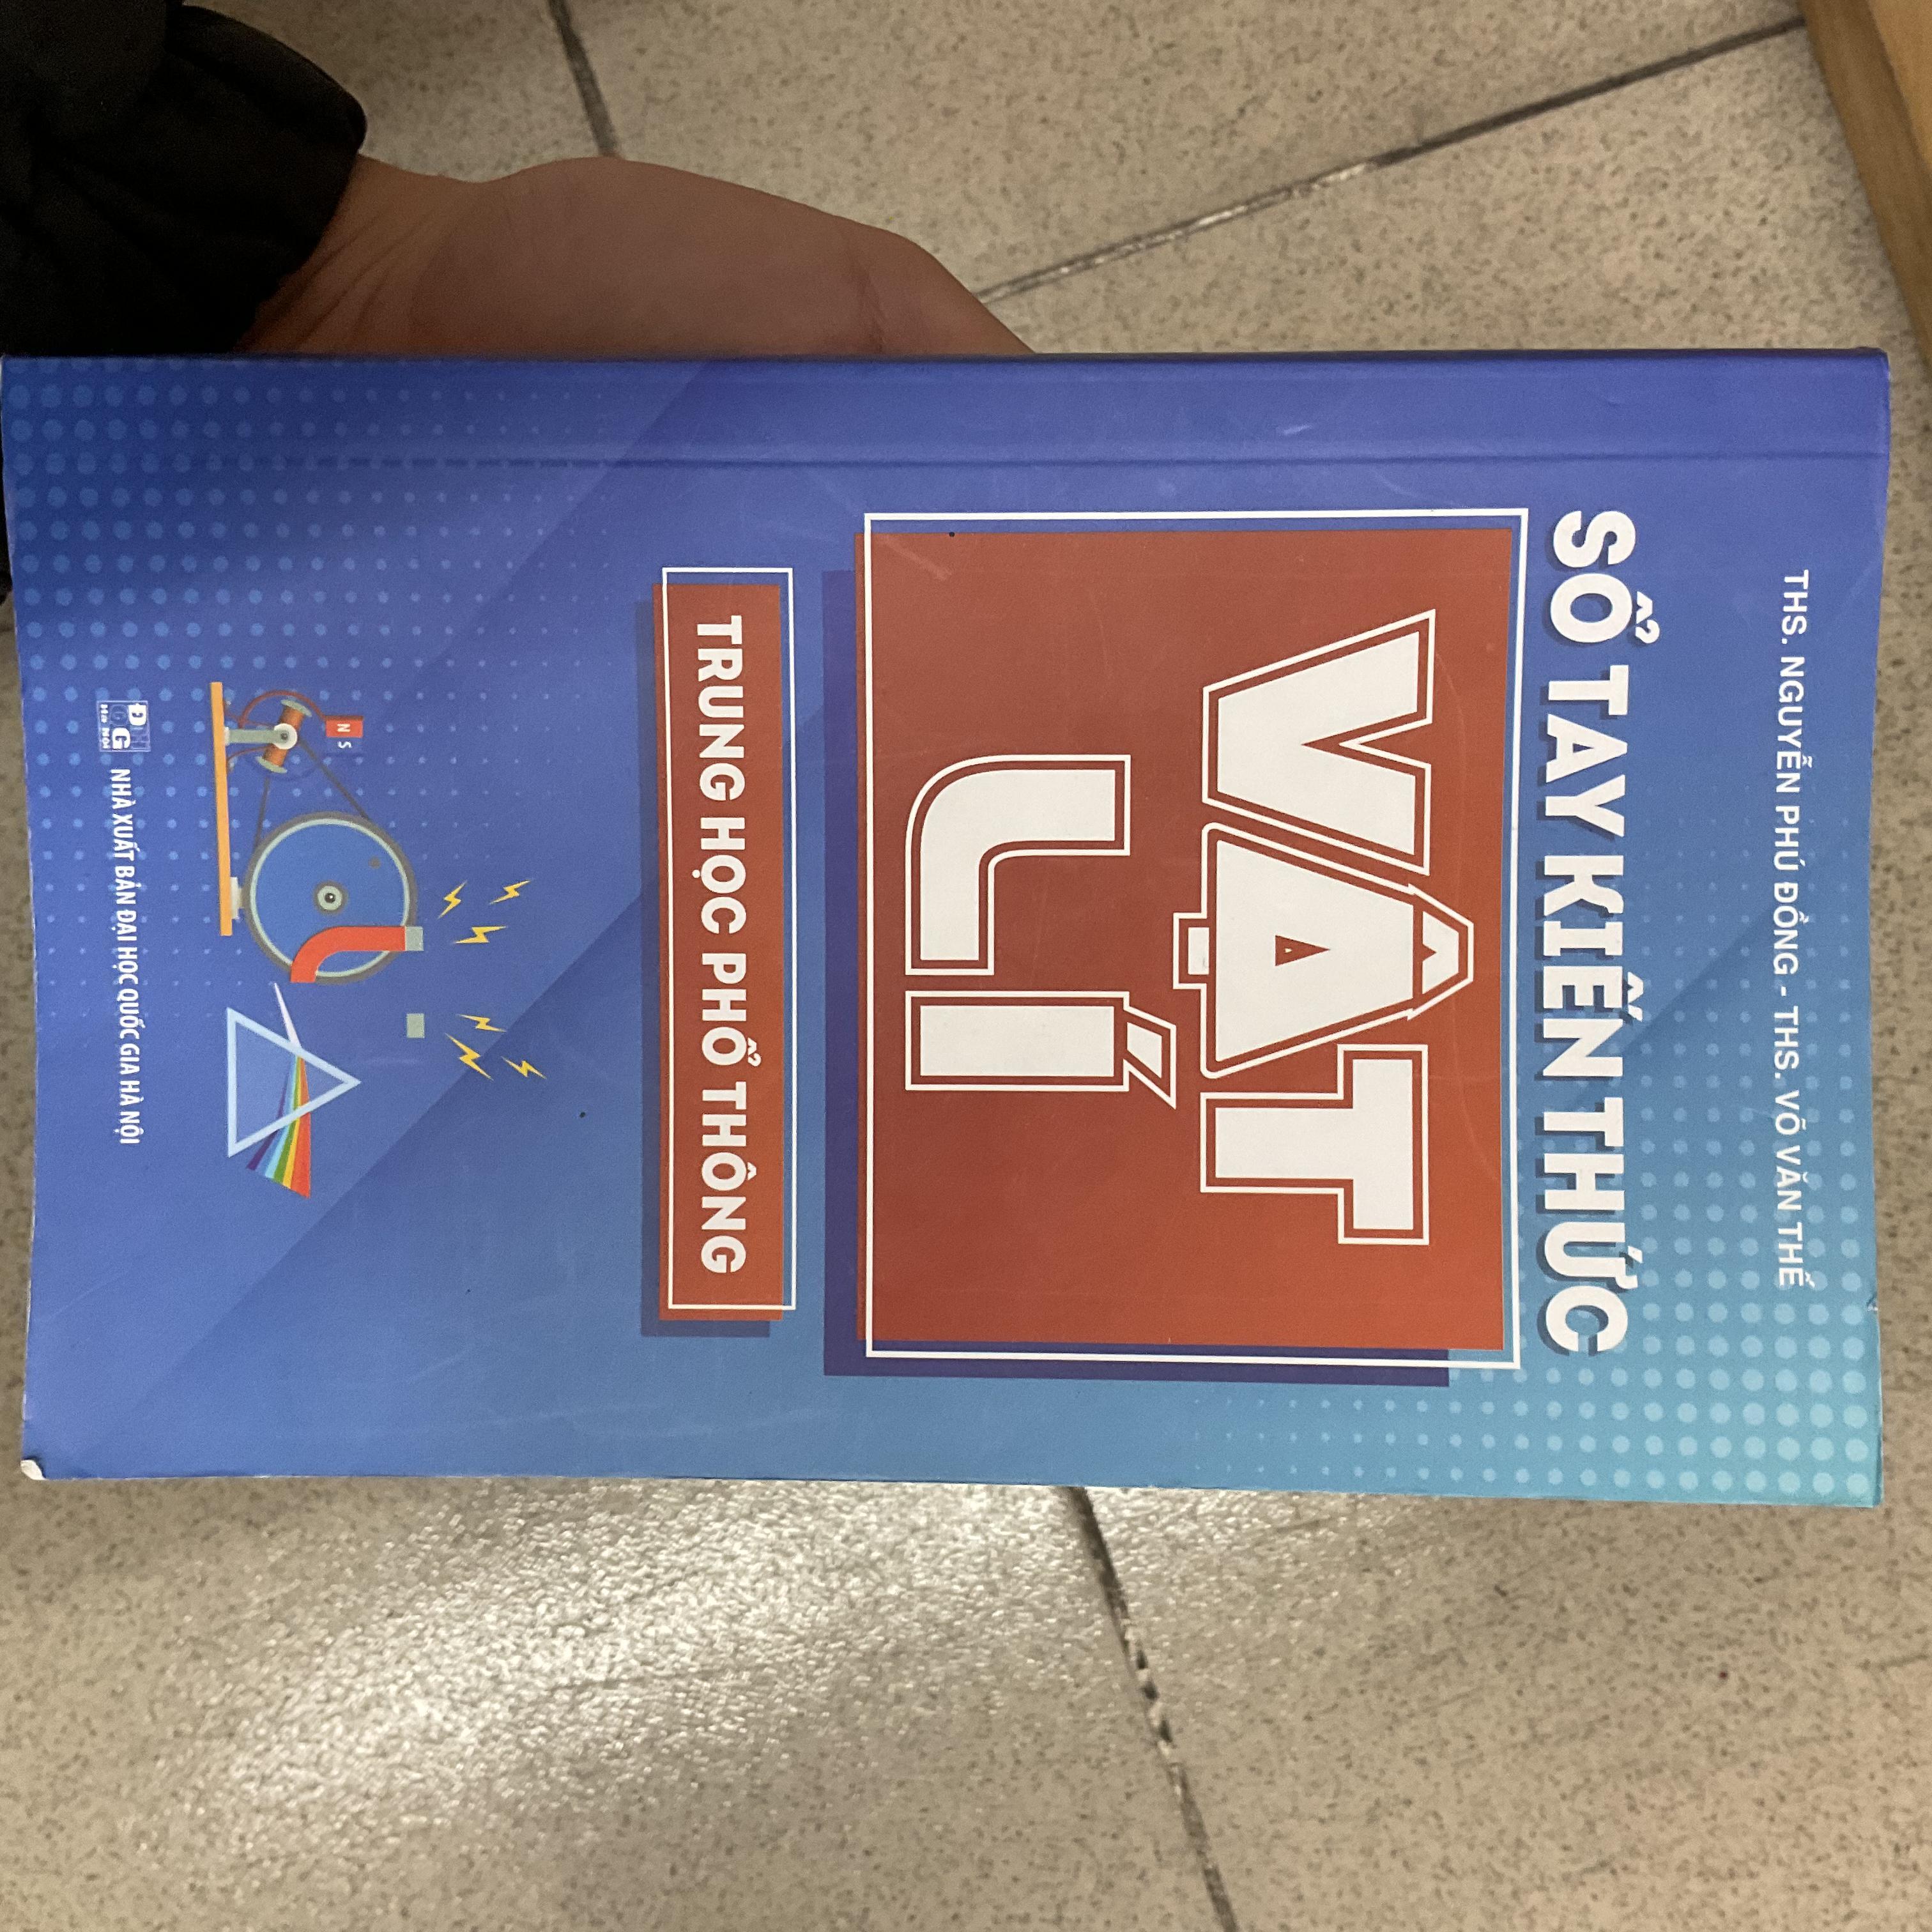 THS. NGUYỄN PHÚ ĐỒNG - THS. VÕ VĂN THẾ
SỔ TAY KIẾN THỨC
VẬT
LÍ
TRUNG HỌC PHỔ THÔNG
N S
NHÀ XUẤT BẢN ĐẠI HỌC QUỐC GIA HÀ NỘI